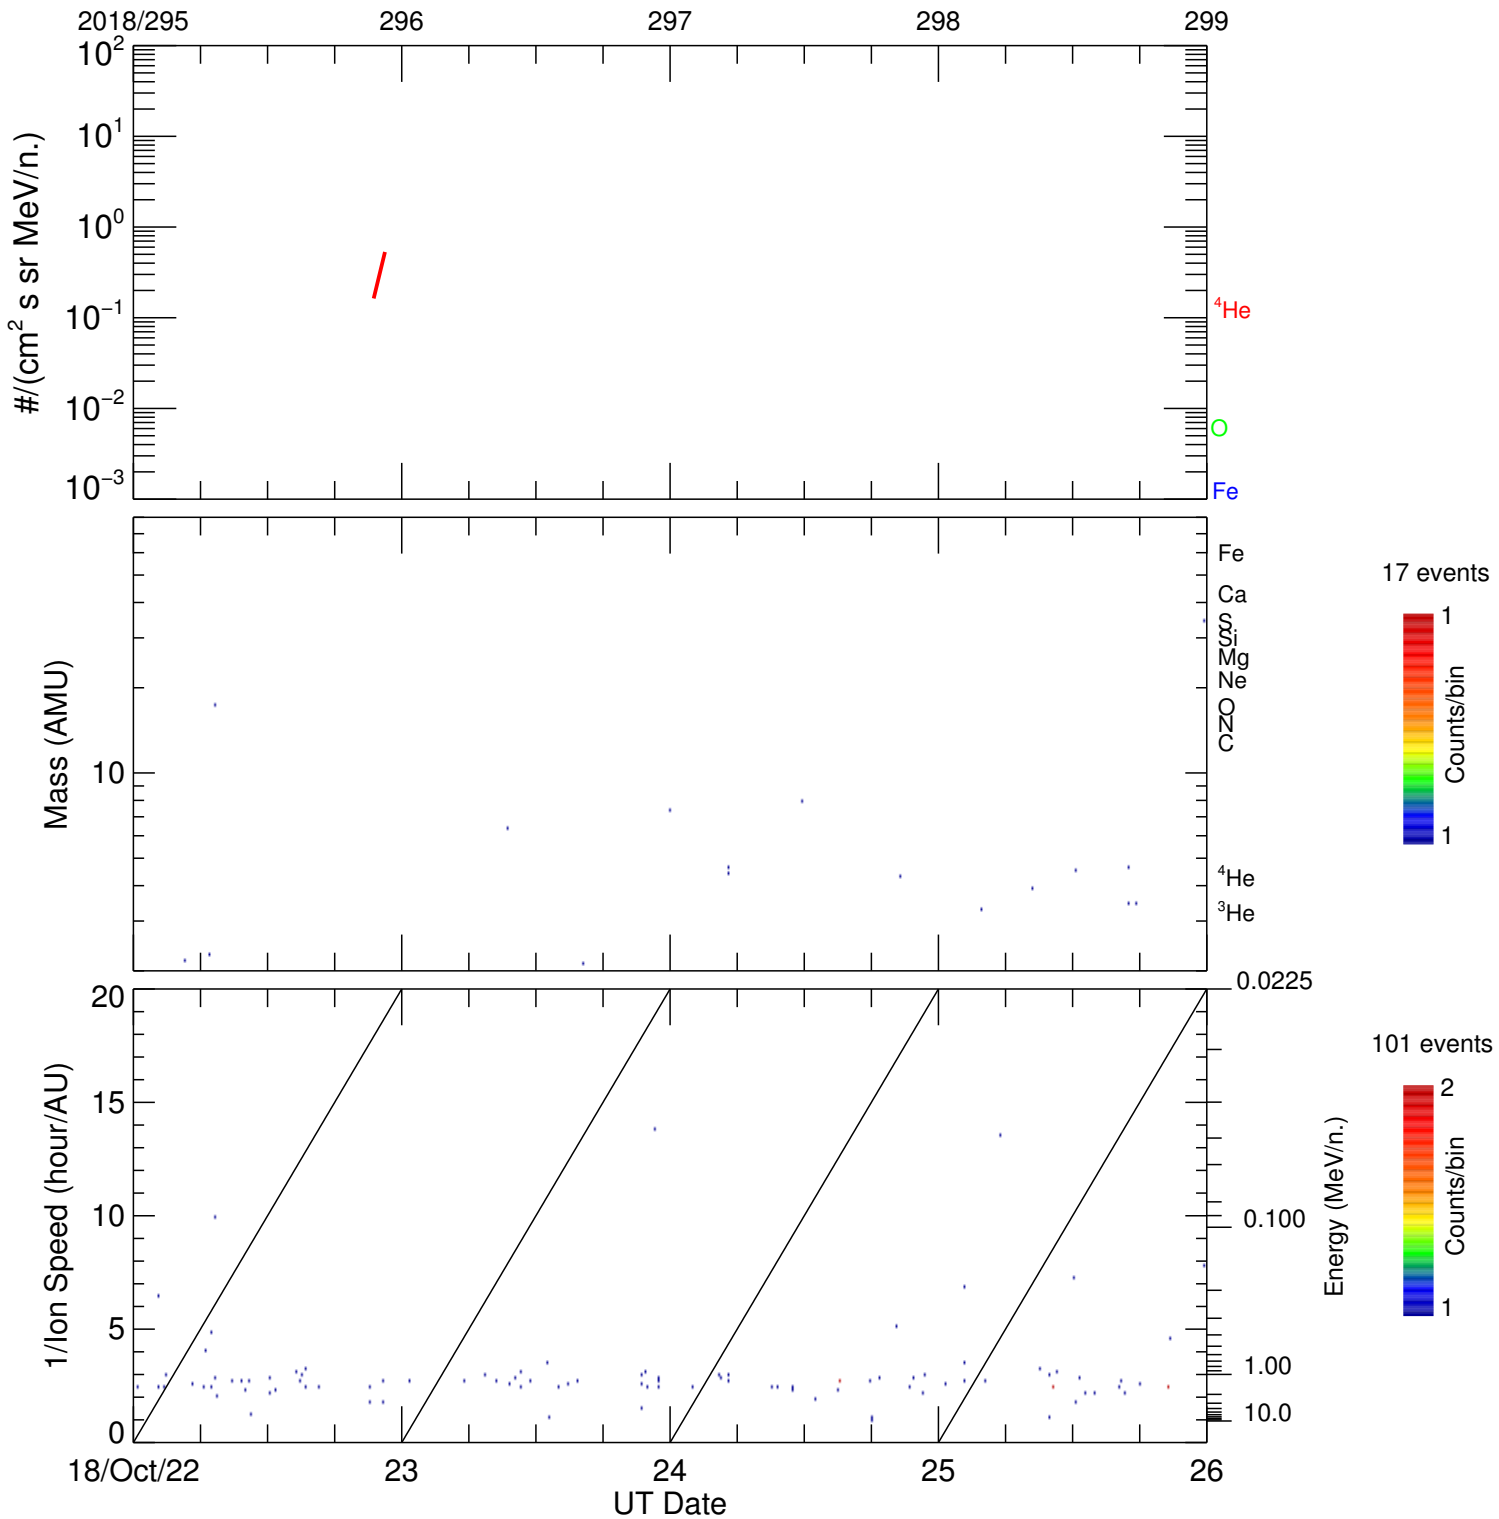 2018/295 296 297 298 299
10² 10¹ 10⁰ 10⁻¹ 10⁻² 10⁻³
#/(cm² s sr MeV/n.)
⁴He
O
Fe
Mass (AMU)
10
Fe
Ca
S
Si
Mg
Ne
O
N
C
⁴He
³He
17 events
1
Counts/bin
1
1/Ion Speed (hour/AU)
20
15
10
5
0
0.0225
0.100
1.00
10.0
Energy (MeV/n.)
101 events
2
Counts/bin
1
18/Oct/22 23 24 25 26
UT Date